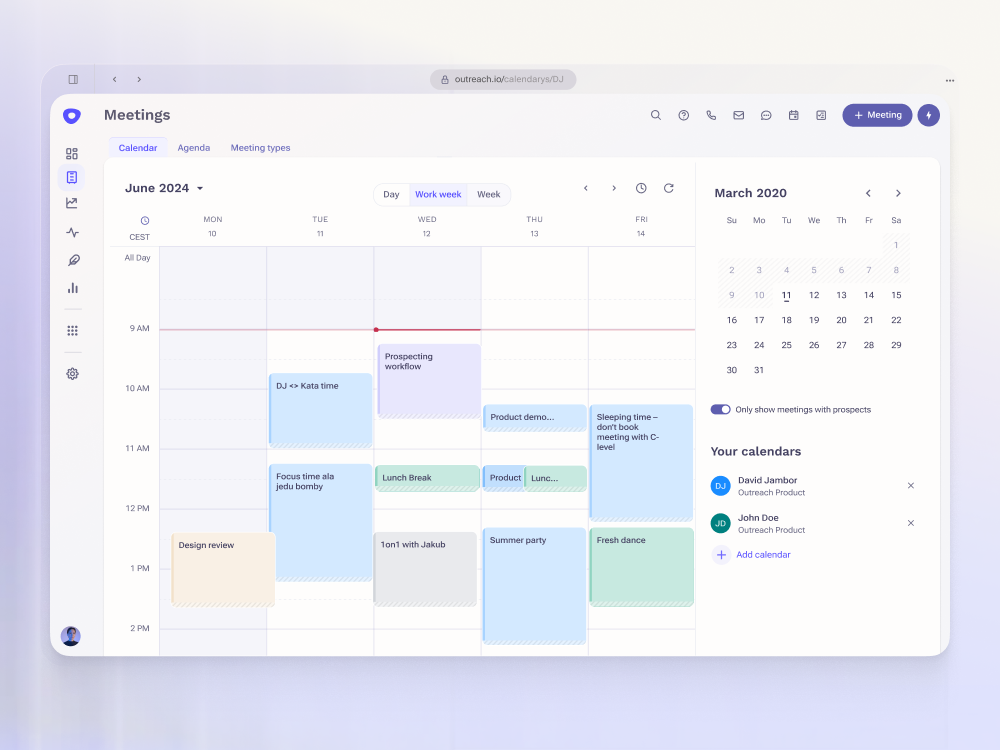 outreach.io/calendarys/DJ
Meetings
+ Meeting
Calendar
Agenda
Meeting types
June 2024
Day
Work week
Week
CEST
MON
10
TUE
11
WED
12
THU
13
FRI
14
All Day
9 AM
10 AM
11 AM
12 PM
1 PM
2 PM
Design review
DJ <> Kata time
Focus time ala
jedu bomby
Prospecting
workflow
Lunch Break
1on1 with Jakub
Product demo...
Product
Lunc...
Summer party
Sleeping time –
don't book
meeting with C-
level
Fresh dance
March 2020
Su Mo Tu We Th Fr Sa
1
2 3 4 5 6 7 8
9 10 11 12 13 14 15
16 17 18 19 20 21 22
23 24 25 26 27 28 29
30 31
Only show meetings with prospects
Your calendars
DJ
David Jambor
Outreach Product
JD
John Doe
Outreach Product
Add calendar